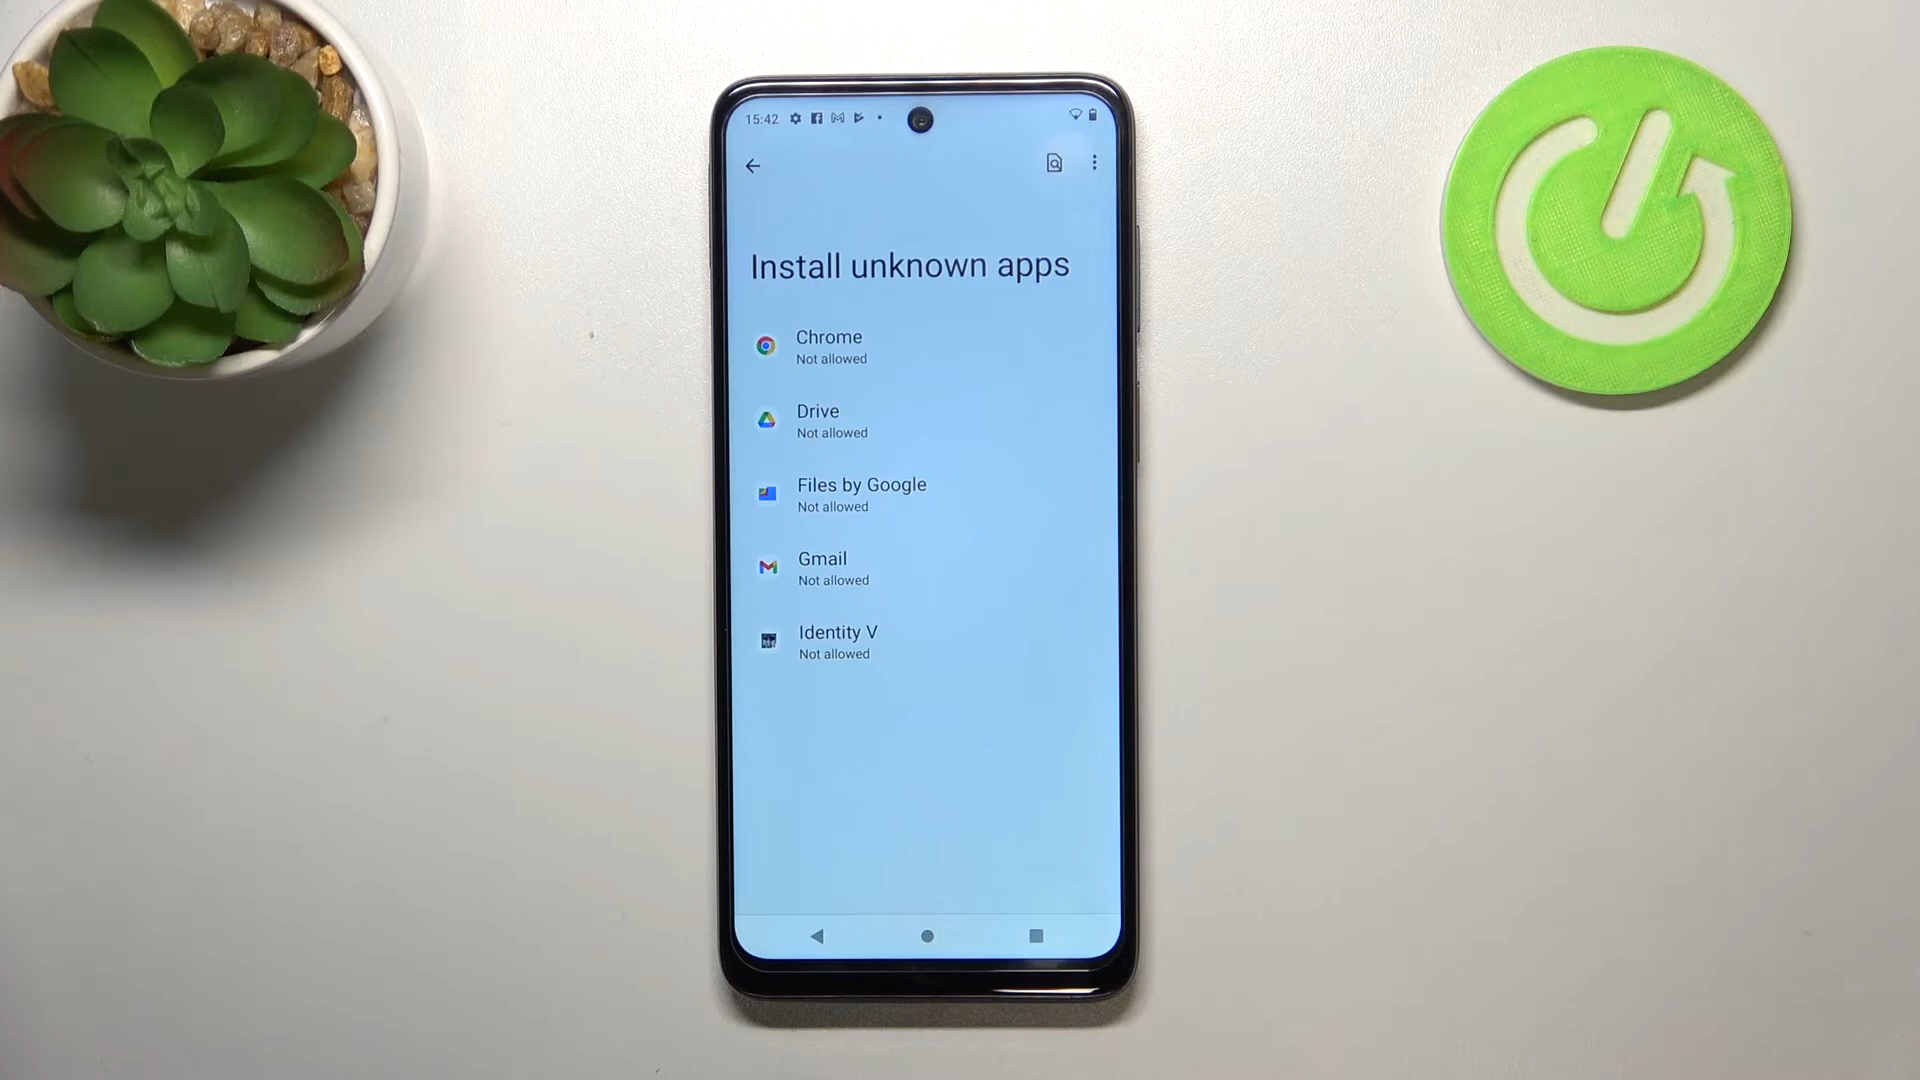 15:42
Install unknown apps
Chrome
Not allowed
Drive
Not allowed
Files by Google
Not allowed
Gmail
Not allowed
Identity V
Not allowed